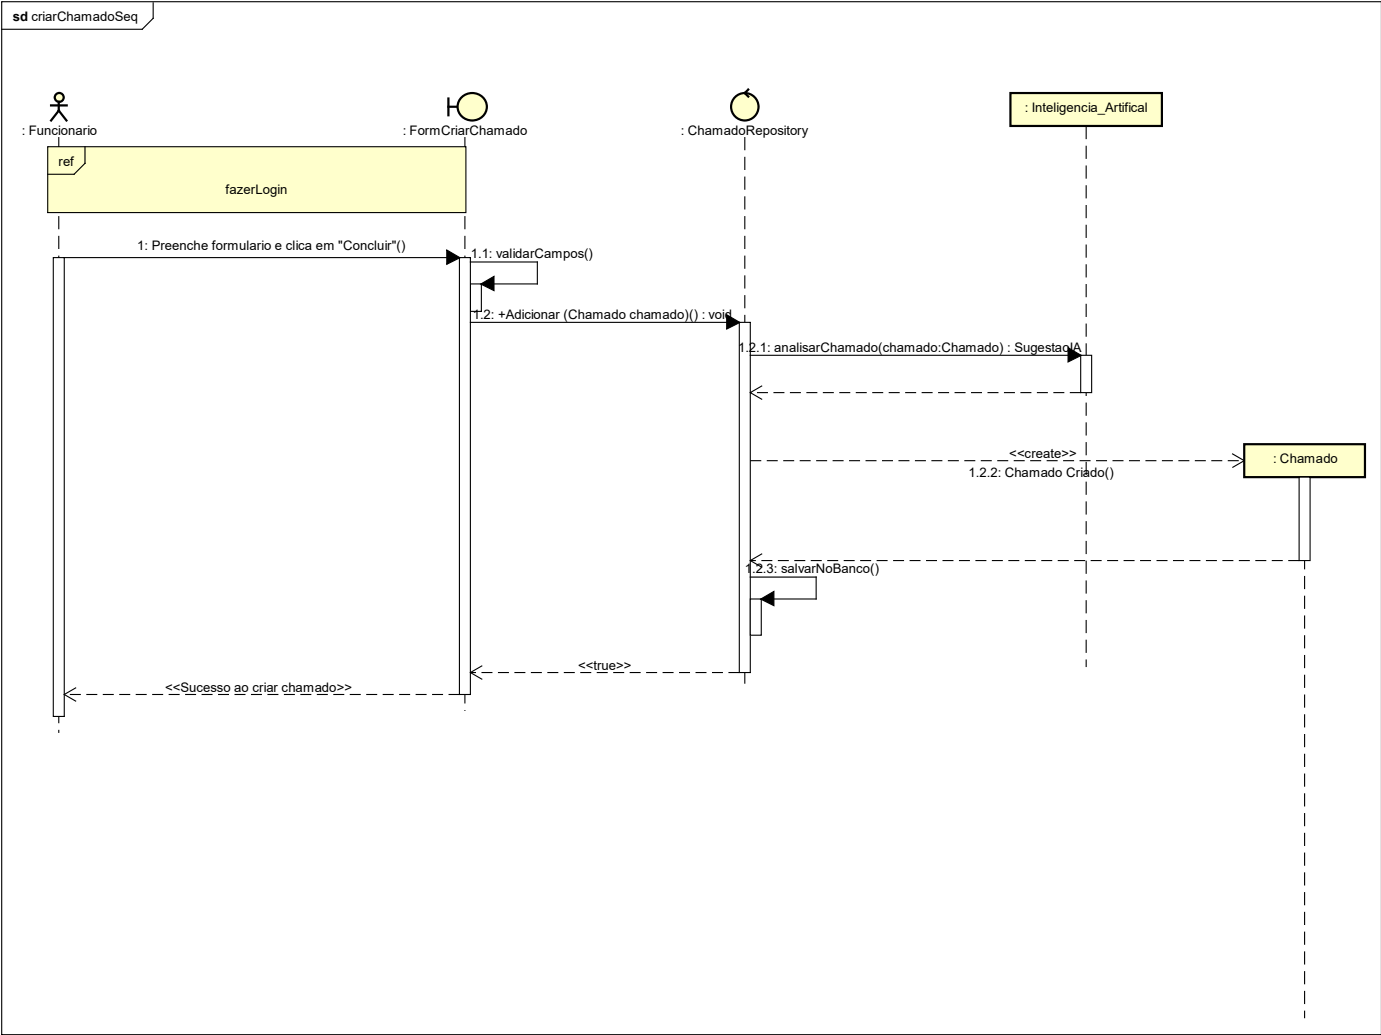 sd criarChamadoSeq
: Funcionario
: FormCriarChamado
: ChamadoRepository
: Inteligencia_Artifical
ref
fazerLogin
1: Preenche formulario e clica em "Concluir"()
1.1: validarCampos()
1.2: +Adicionar (Chamado chamado)() : void
1.2.1: analisarChamado(chamado:Chamado) : SugestaoIA
<<create>>
: Chamado
1.2.2: Chamado Criado()
1.2.3: salvarNoBanco()
<<true>>
<<Sucesso ao criar chamado>>